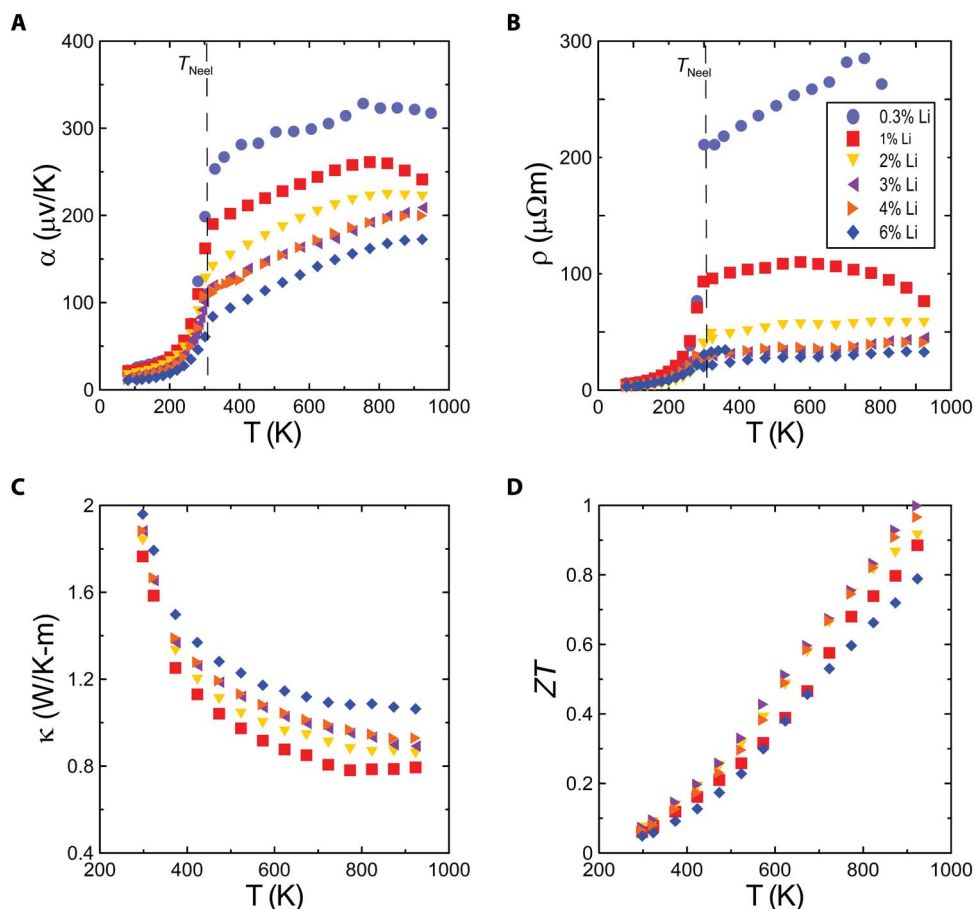 A
400
300
200
100
0
α (μv/K)
T_Neel
0 200 400 600 800 1000
T (K)
B
300
200
100
0
ρ (μΩm)
T_Neel
0.3% Li
1% Li
2% Li
3% Li
4% Li
6% Li
0 200 400 600 800 1000
T (K)
C
2
1.6
1.2
0.8
0.4
κ (W/K-m)
200 400 600 800 1000
T (K)
D
1
0.8
0.6
0.4
0.2
0
ZT
200 400 600 800 1000
T (K)